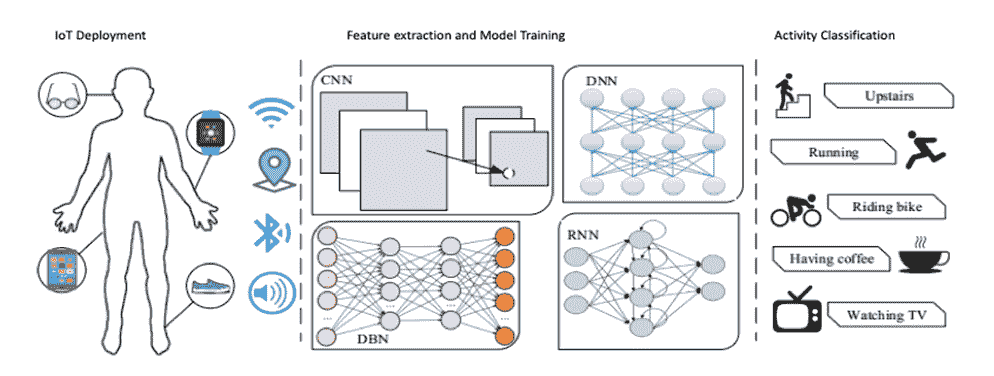 IoT Deployment
Feature extraction and Model Training
Activity Classification
CNN
DNN
DBN
...
...
...
...
RNN
Upstairs
Running
Riding bike
Having coffee
Watching TV